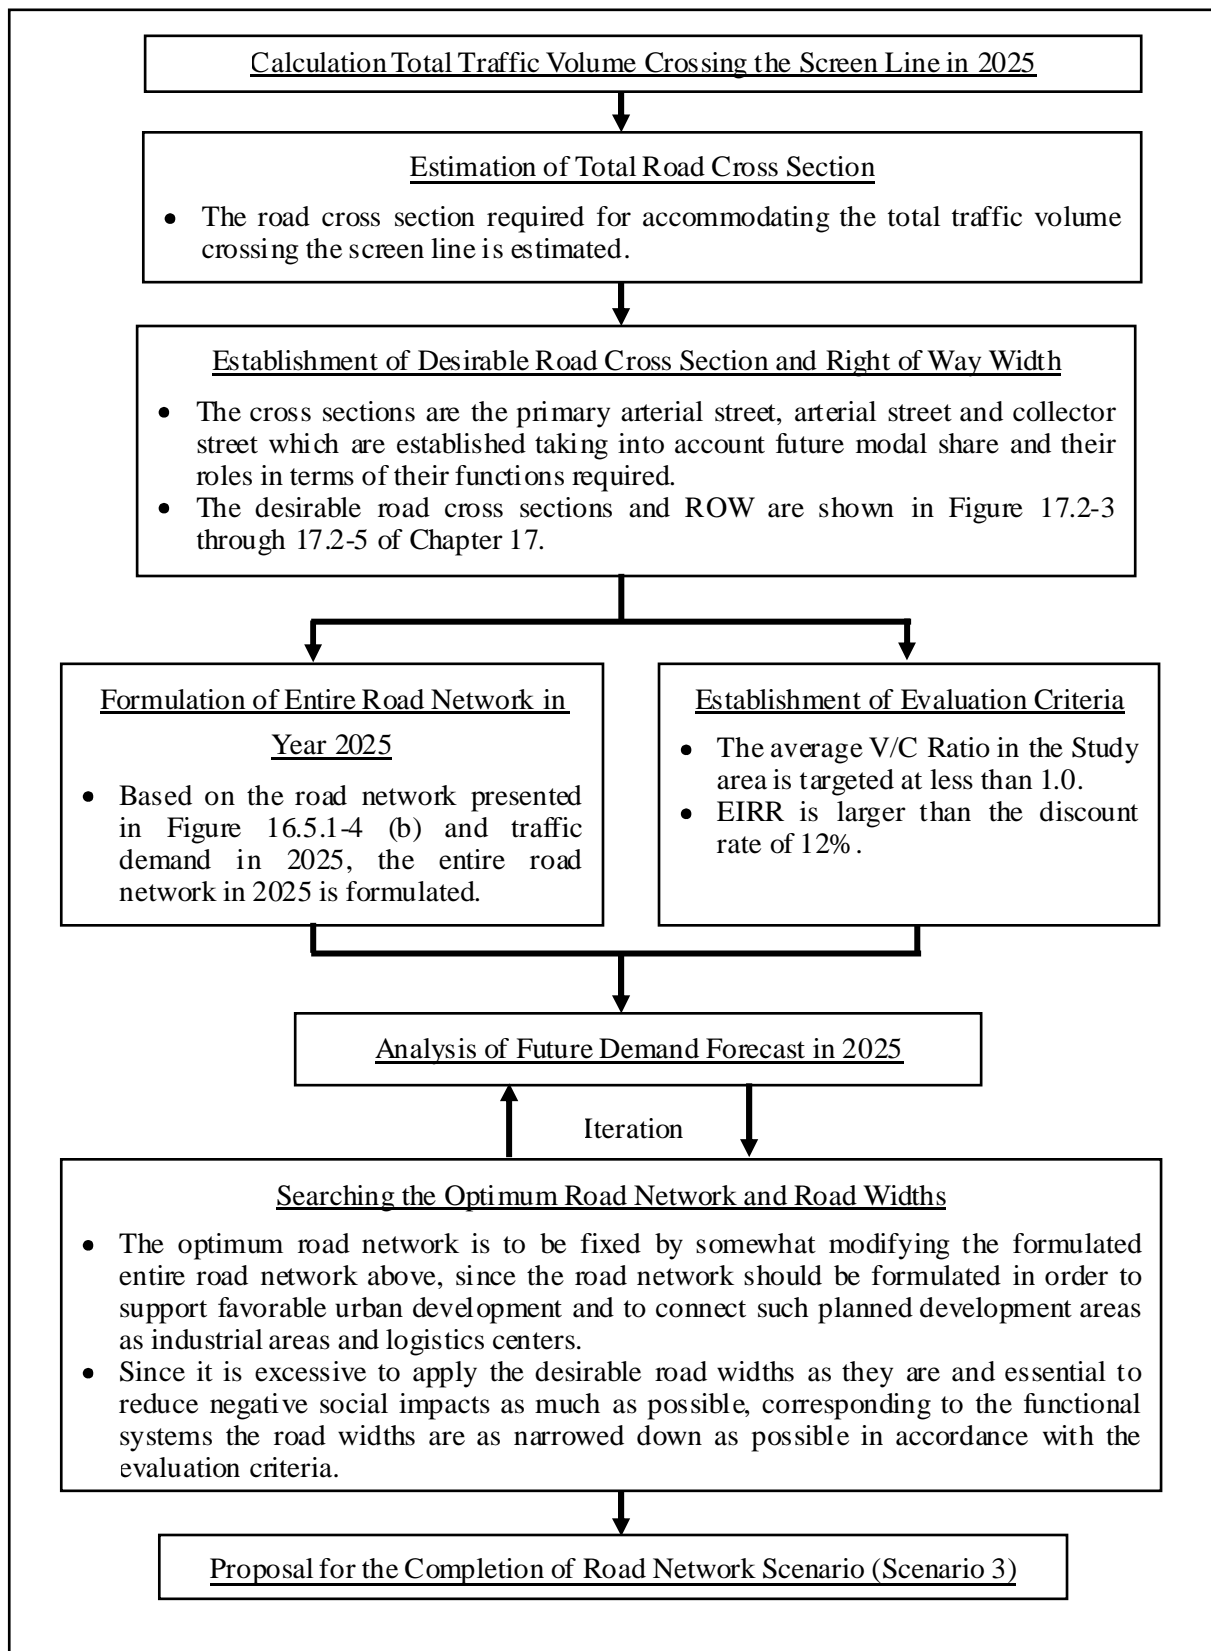 Calculation Total Traffic Volume Crossing the Screen Line in 2025
Estimation of Total Road Cross Section
• The road cross section required for accommodating the total traffic volume
crossing the screen line is estimated.
Establishment of Desirable Road Cross Section and Right of Way Width
• The cross sections are the primary arterial street, arterial street and collector
street which are established taking into account future modal share and their
roles in terms of their functions required.
• The desirable road cross sections and ROW are shown in Figure 17.2-3
through 17.2-5 of Chapter 17.
Formulation of Entire Road Network in
Year 2025
• Based on the road network presented
in Figure 16.5.1-4 (b) and traffic
demand in 2025, the entire road
network in 2025 is formulated.
Establishment of Evaluation Criteria
• The average V/C Ratio in the Study
area is targeted at less than 1.0.
• EIRR is larger than the discount
rate of 12%.
Analysis of Future Demand Forecast in 2025
Iteration
Searching the Optimum Road Network and Road Widths
• The optimum road network is to be fixed by somewhat modifying the formulated
entire road network above, since the road network should be formulated in order to
support favorable urban development and to connect such planned development areas
as industrial areas and logistics centers.
• Since it is excessive to apply the desirable road widths as they are and essential to
reduce negative social impacts as much as possible, corresponding to the functional
systems the road widths are as narrowed down as possible in accordance with the
evaluation criteria.
Proposal for the Completion of Road Network Scenario (Scenario 3)